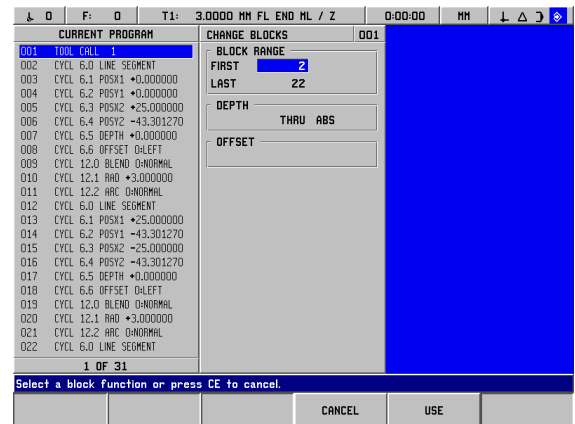 0 F: 0 T1: 3.0000 MM FL END ML / Z 0:00:00 MM
CURRENT PROGRAM
001 TOOL CALL 1
002 CYCL 6.0 LINE SEGMENT
003 CYCL 6.1 POSX1 +0.000000
004 CYCL 6.2 POSY1 +0.000000
005 CYCL 6.3 POSX2 +25.000000
006 CYCL 6.4 POSY2 -43.301270
007 CYCL 6.5 DEPTH +0.000000
008 CYCL 6.6 OFFSET 0:LEFT
009 CYCL 12.0 BLEND 0:NORMAL
010 CYCL 12.1 RAD +3.000000
011 CYCL 12.2 ARC 0:NORMAL
012 CYCL 6.0 LINE SEGMENT
013 CYCL 6.1 POSX1 +25.000000
014 CYCL 6.2 POSY1 -43.301270
015 CYCL 6.3 POSX2 -25.000000
016 CYCL 6.4 POSY2 -43.301270
017 CYCL 6.5 DEPTH +0.000000
018 CYCL 6.6 OFFSET 0:LEFT
019 CYCL 12.0 BLEND 0:NORMAL
020 CYCL 12.1 RAD +3.000000
021 CYCL 12.2 ARC 0:NORMAL
022 CYCL 6.0 LINE SEGMENT
1 OF 31
CHANGE BLOCKS 001
BLOCK RANGE
FIRST 2
LAST 22
DEPTH
THRU ABS
OFFSET
Select a block function or press CE to cancel.
CANCEL USE